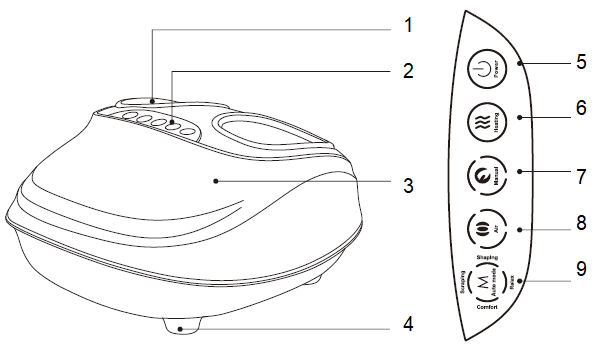 1
2
3
4
5
6
7
8
9
Power
Heating
Manual
Air
Shaping
Scraping
Auto mode
Relax
Comfort